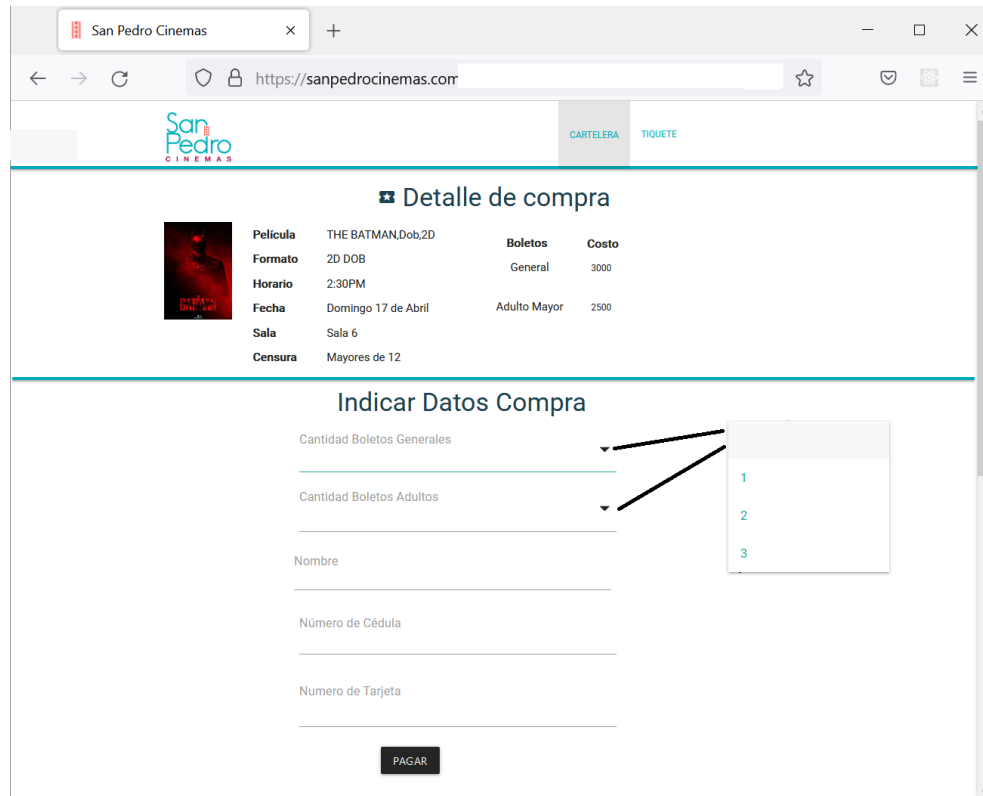 San Pedro Cinemas
https://sanpedrocinemas.com
San
Pedro
CINEMAS
CARTELERA TIQUETE
Detalle de compra
Película THE BATMAN,Dob,2D
Formato 2D DOB
Horario 2:30PM
Fecha Domingo 17 de Abril
Sala Sala 6
Censura Mayores de 12
Boletos Costo
General 3000
Adulto Mayor 2500
BATMAN
Indicar Datos Compra
Cantidad Boletos Generales
Cantidad Boletos Adultos
1
2
3
Nombre
Número de Cédula
Numero de Tarjeta
PAGAR